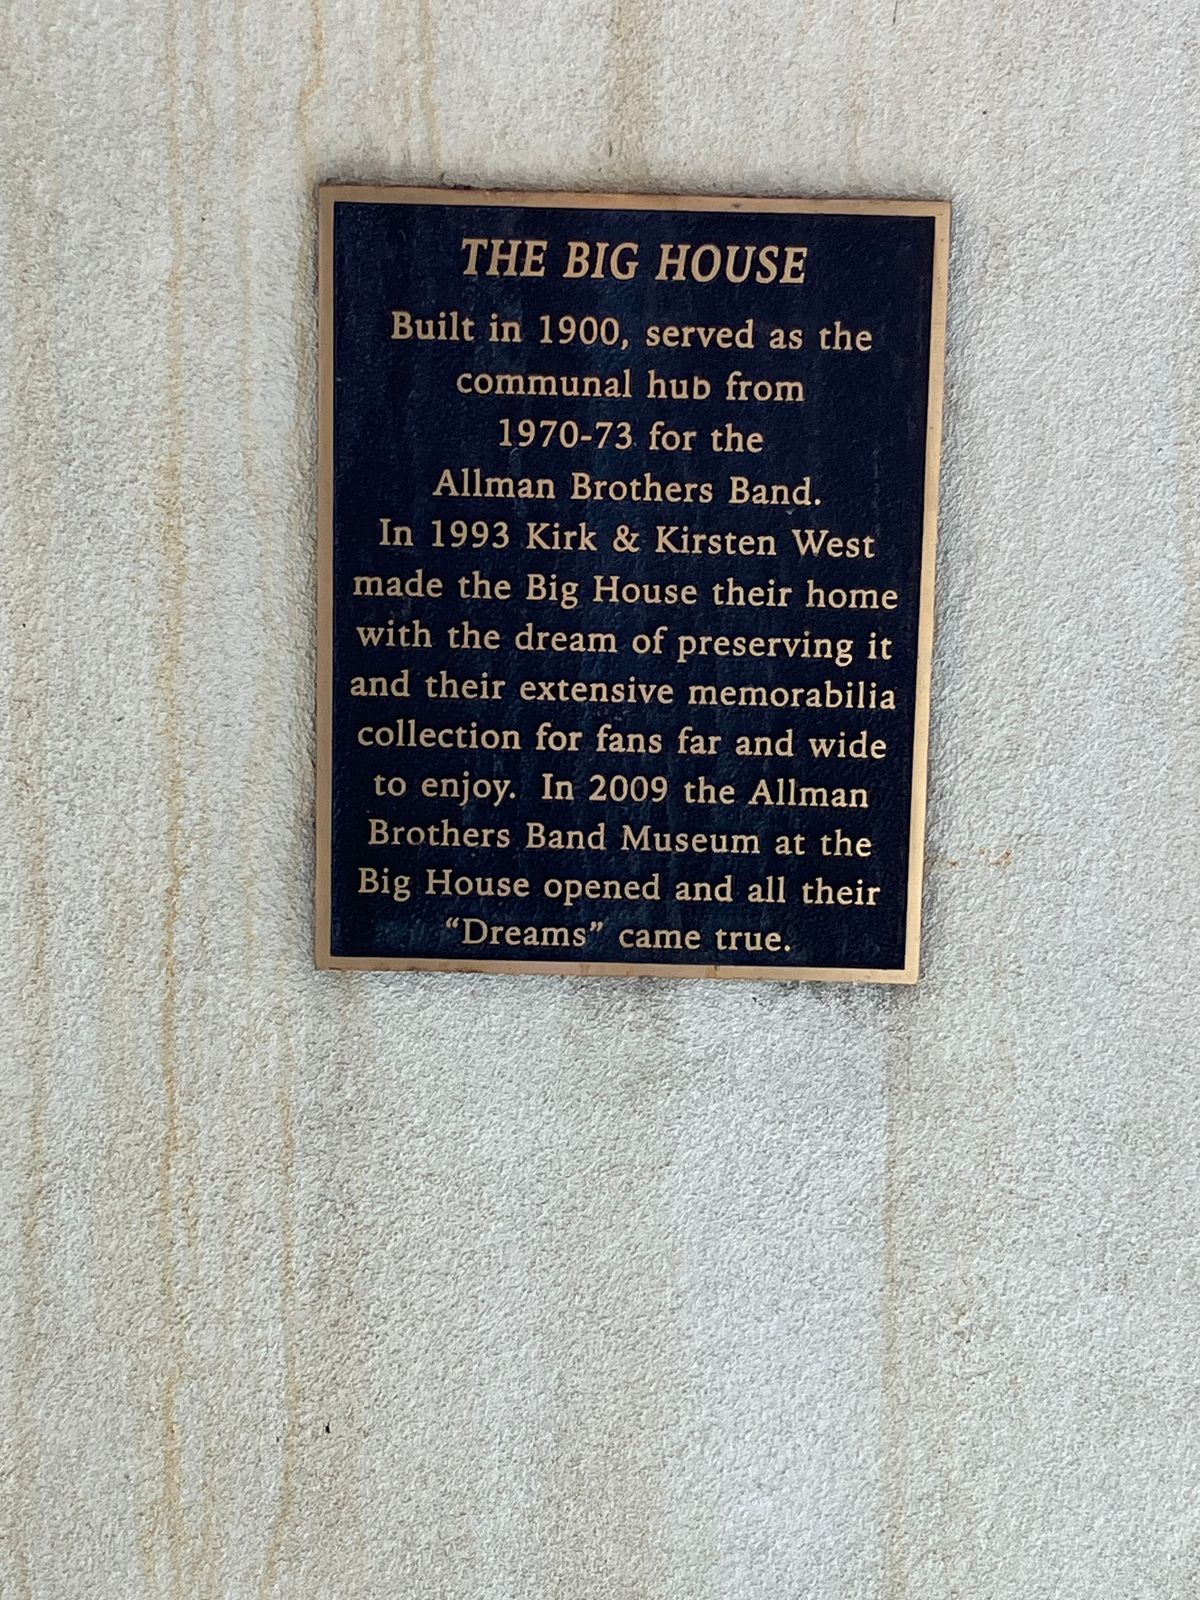 THE BIG HOUSE
Built in 1900, served as the
communal hub from
1970-73 for the
Allman Brothers Band.
In 1993 Kirk & Kirsten West
made the Big House their home
with the dream of preserving it
and their extensive memorabilia
collection for fans far and wide
to enjoy. In 2009 the Allman
Brothers Band Museum at the
Big House opened and all their
“Dreams” came true.